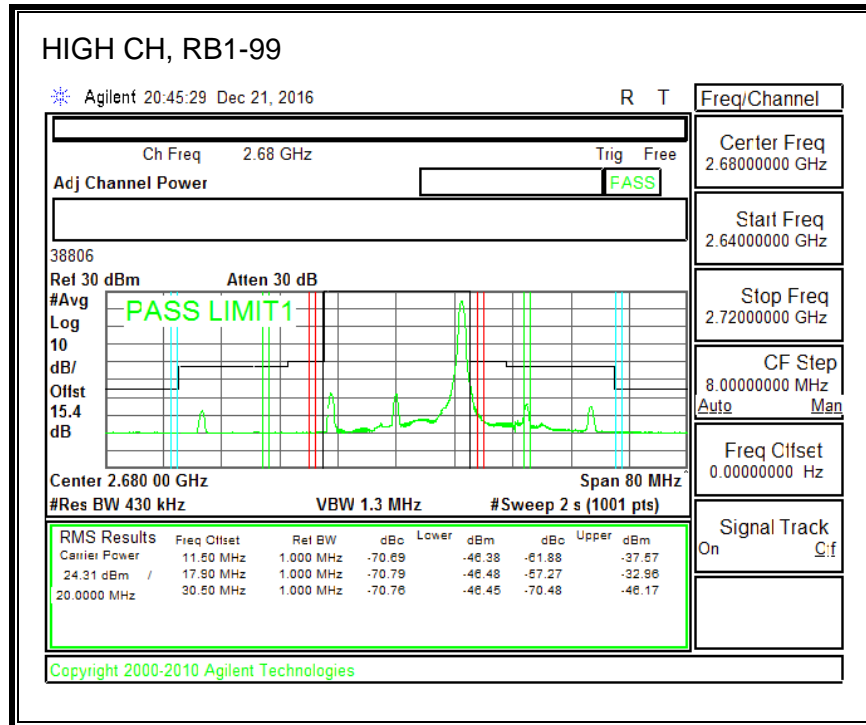 HIGH CH, RB1-99
Agilent 20:45:29 Dec 21, 2016 R T
Freq/Channel
Ch Freq 2.68 GHz Trig Free
Adj Channel Power PASS
Center Freq
2.68000000 GHz
Start Freq
2.64000000 GHz
Stop Freq
2.72000000 GHz
CF Step
8.00000000 MHz
Auto Man
Freq Offset
0.00000000 Hz
Signal Track
On Off
38806
Ref 30 dBm Atten 30 dB
#Avg
Log
10
dB/
Offst
15.4
dB
PASS LIMIT1
Center 2.680 00 GHz Span 80 MHz
#Res BW 430 kHz VBW 1.3 MHz #Sweep 2 s (1001 pts)
RMS Results Freq Offset Ref BW dBc Lower dBm dBc Upper dBm
Carrier Power 11.50 MHz 1.000 MHz -70.69 -46.38 -61.88 -37.57
24.31 dBm / 17.90 MHz 1.000 MHz -70.79 -46.48 -57.27 -32.96
20.0000 MHz 30.50 MHz 1.000 MHz -70.76 -46.45 -70.48 -46.17
Copyright 2000-2010 Agilent Technologies